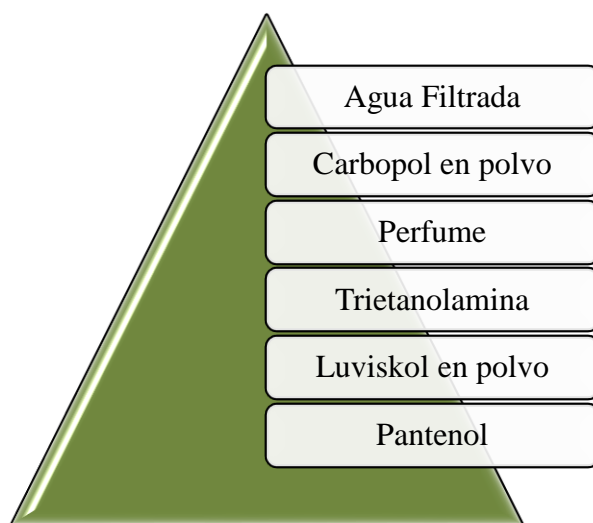 Agua Filtrada
Carbopol en polvo
Perfume
Trietanolamina
Luviskol en polvo
Pantenol